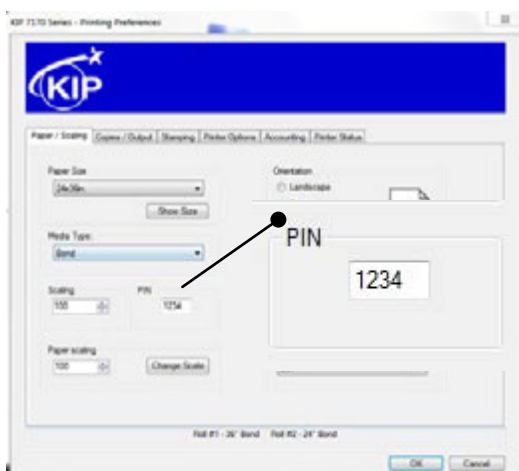 KIP 7170 Series - Printing Preferences
KIP
Paper / Scaling Copies / Output Stamping Printer Options Accounting Printer Status
Paper Size
24x36in.
Show Size
Orientation
Landscape
Media Type:
Bond
PIN
1234
Scaling
100
PIN
1234
Paper scaling
100
Change Scale
Roll #1 - 36" Bond Roll #2 - 24" Bond
OK Cancel